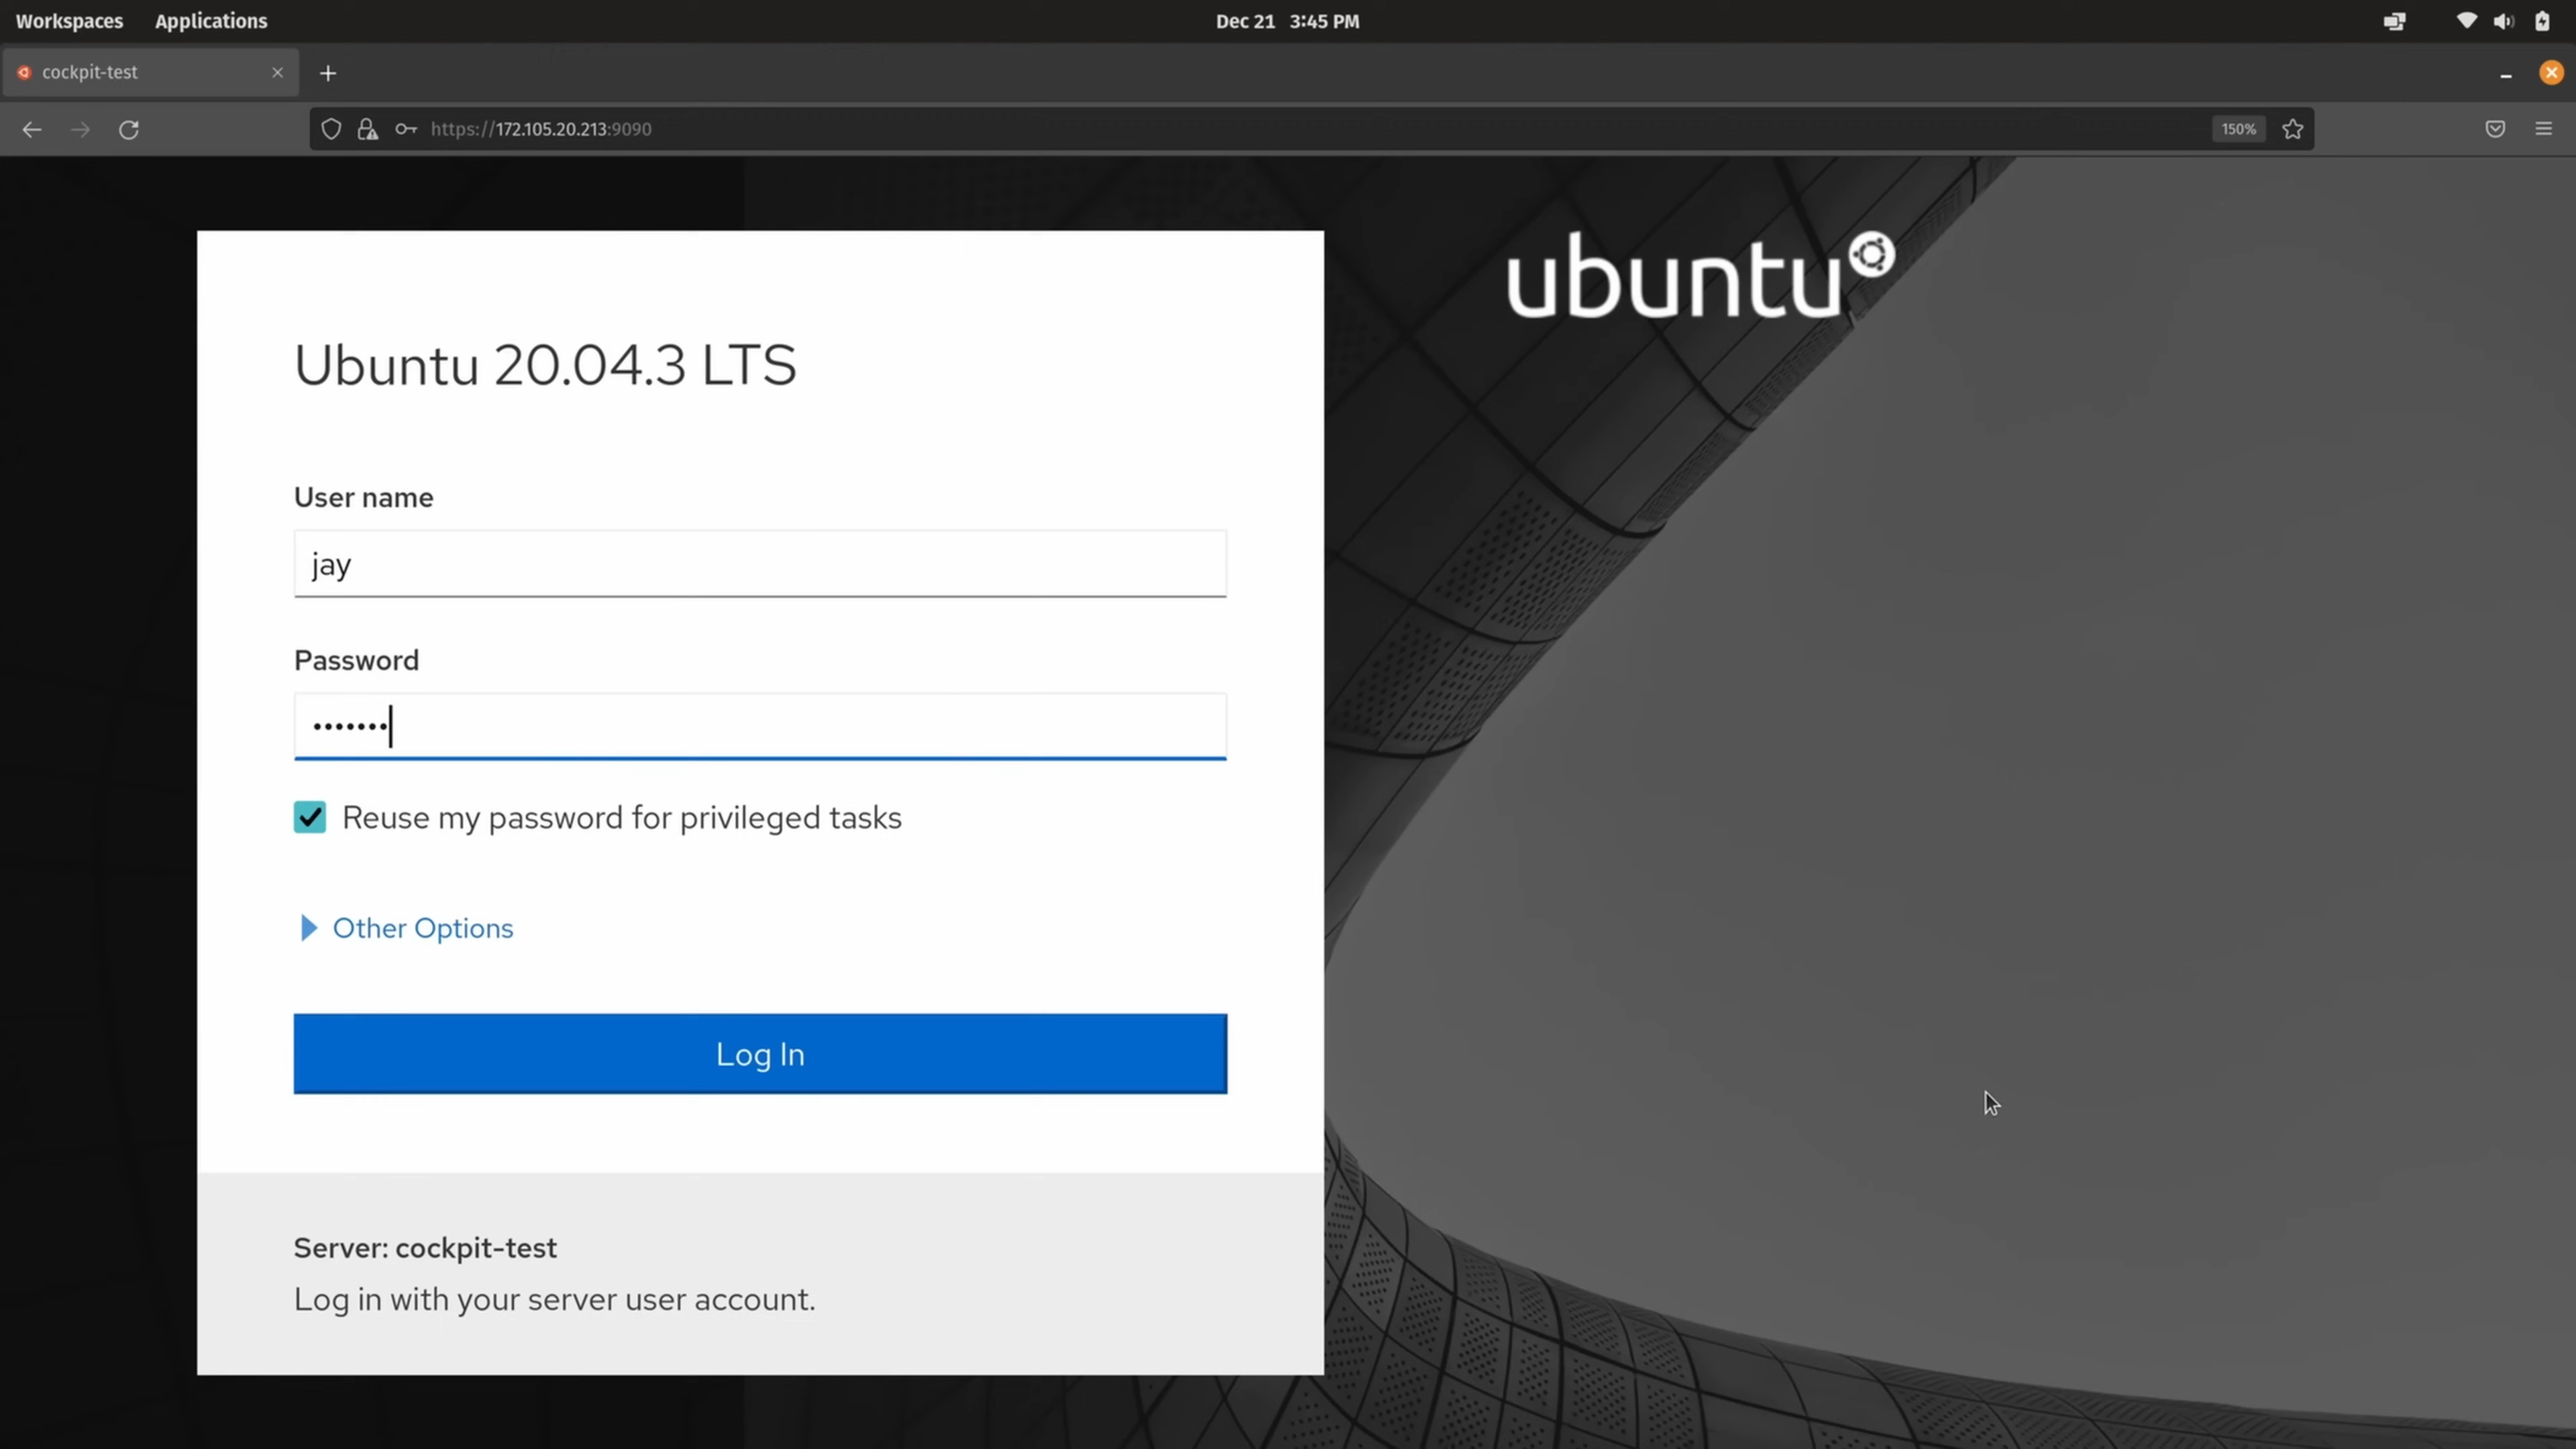 Workspaces Applications Dec 21 3:45 PM
cockpit-test
https://172.105.20.213:9090 150%
ubuntu
Ubuntu 20.04.3 LTS
User name
jay
Password
•••••••
Reuse my password for privileged tasks
Other Options
Log In
Server: cockpit-test
Log in with your server user account.